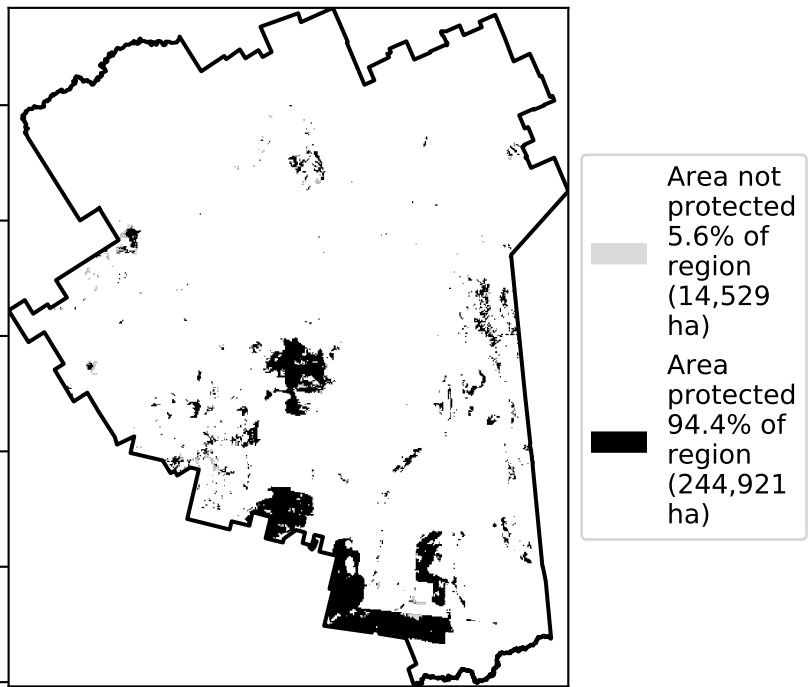 Area not
protected
5.6% of
region
(14,529
ha)
Area
protected
94.4% of
region
(244,921
ha)